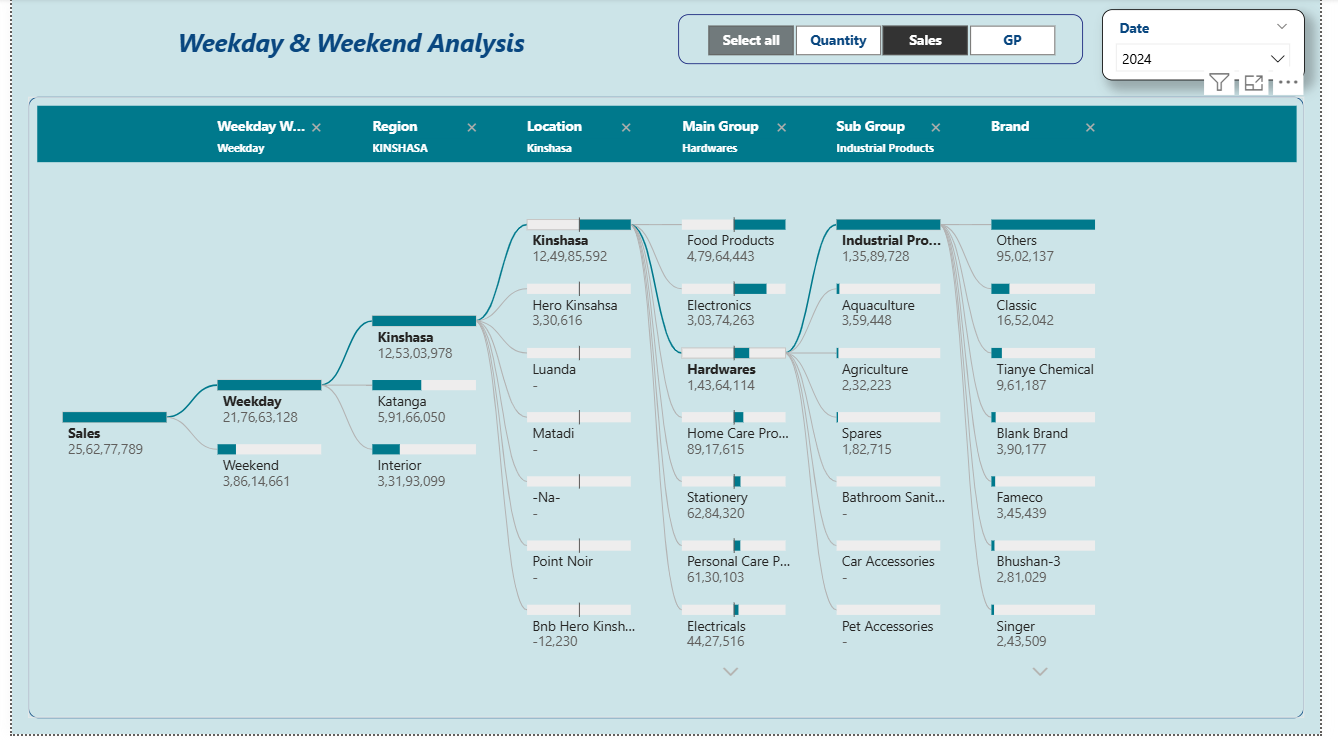 Weekday & Weekend Analysis
Select all
Quantity
Sales
GP
Date
2024
Weekday W...
Weekday
Region
KINSHASA
Location
Kinshasa
Main Group
Hardwares
Sub Group
Industrial Products
Brand
Sales
25,62,77,789
Weekday
21,76,63,128
Weekend
3,86,14,661
Kinshasa
12,53,03,978
Katanga
5,91,66,050
Interior
3,31,93,099
Kinshasa
12,49,85,592
Hero Kinsahsa
3,30,616
Luanda
-
Matadi
-
-Na-
-
Point Noir
-
Bnb Hero Kinsh...
-12,230
Food Products
4,79,64,443
Electronics
3,03,74,263
Hardwares
1,43,64,114
Home Care Pro...
89,17,615
Stationery
62,84,320
Personal Care P...
61,30,103
Electricals
44,27,516
Industrial Pro...
1,35,89,728
Aquaculture
3,59,448
Agriculture
2,32,223
Spares
1,82,715
Bathroom Sanit...
-
Car Accessories
-
Pet Accessories
-
Others
95,02,137
Classic
16,52,042
Tianye Chemical
9,61,187
Blank Brand
3,90,177
Fameco
3,45,439
Bhushan-3
2,81,029
Singer
2,43,509